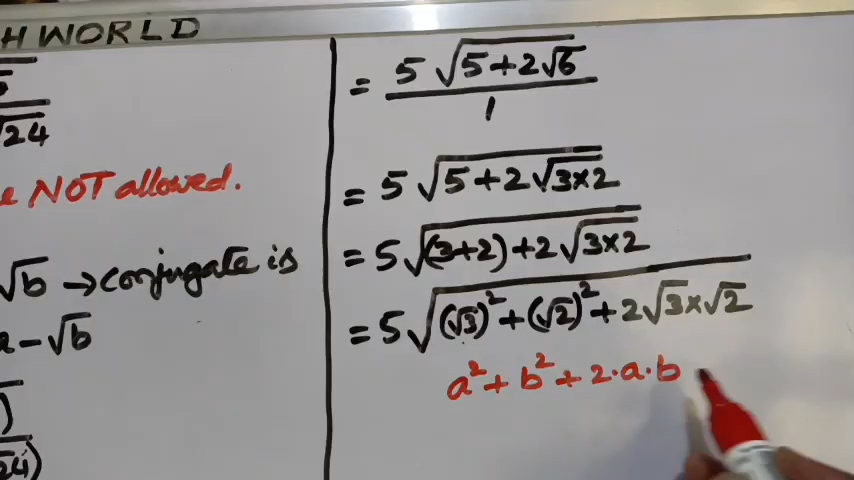 H WORLD
√24
e NOT allowed.
√b → conjugate is
a − √b
)
24)
= 5√(5+2√6) / 1
= 5√(5+2√(3×2))
= 5√((3+2)+2√(3×2))
= 5√((√3)²+(√2)²+2√3×√2)
a²+b²+2·a·b